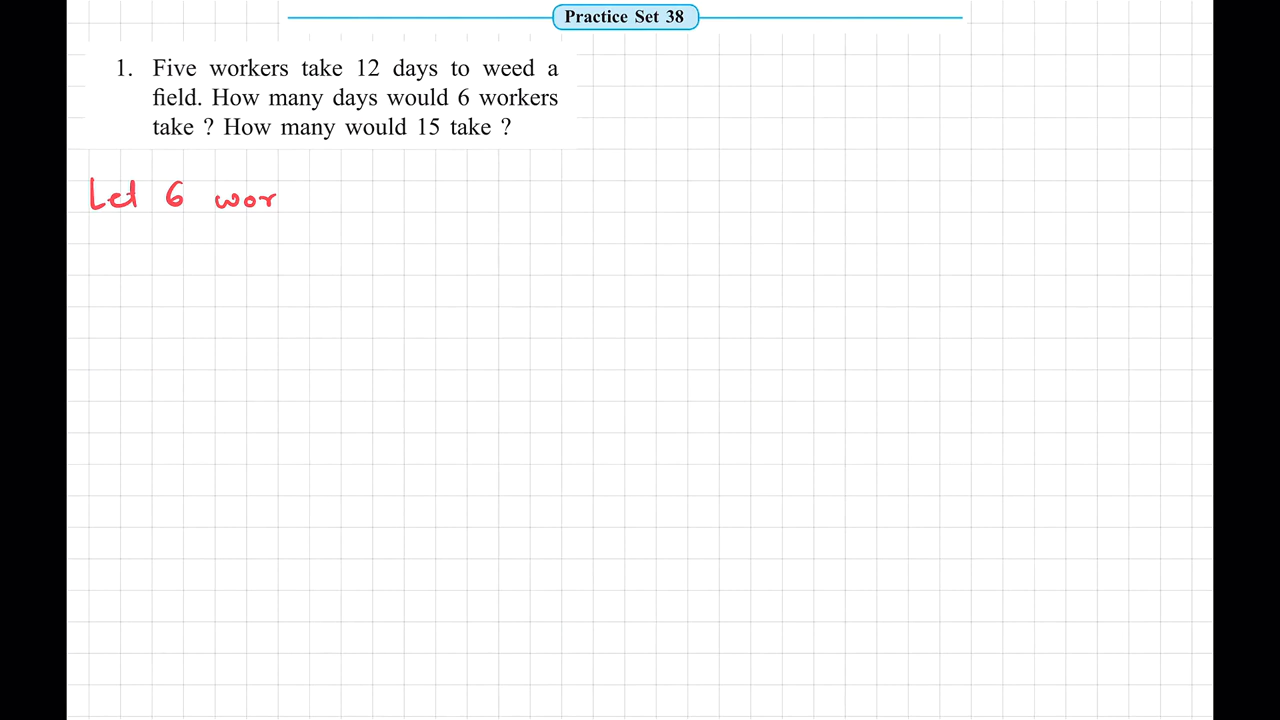 Practice Set 38
1. Five workers take 12 days to weed a
field. How many days would 6 workers
take ? How many would 15 take ?
Let 6 wor